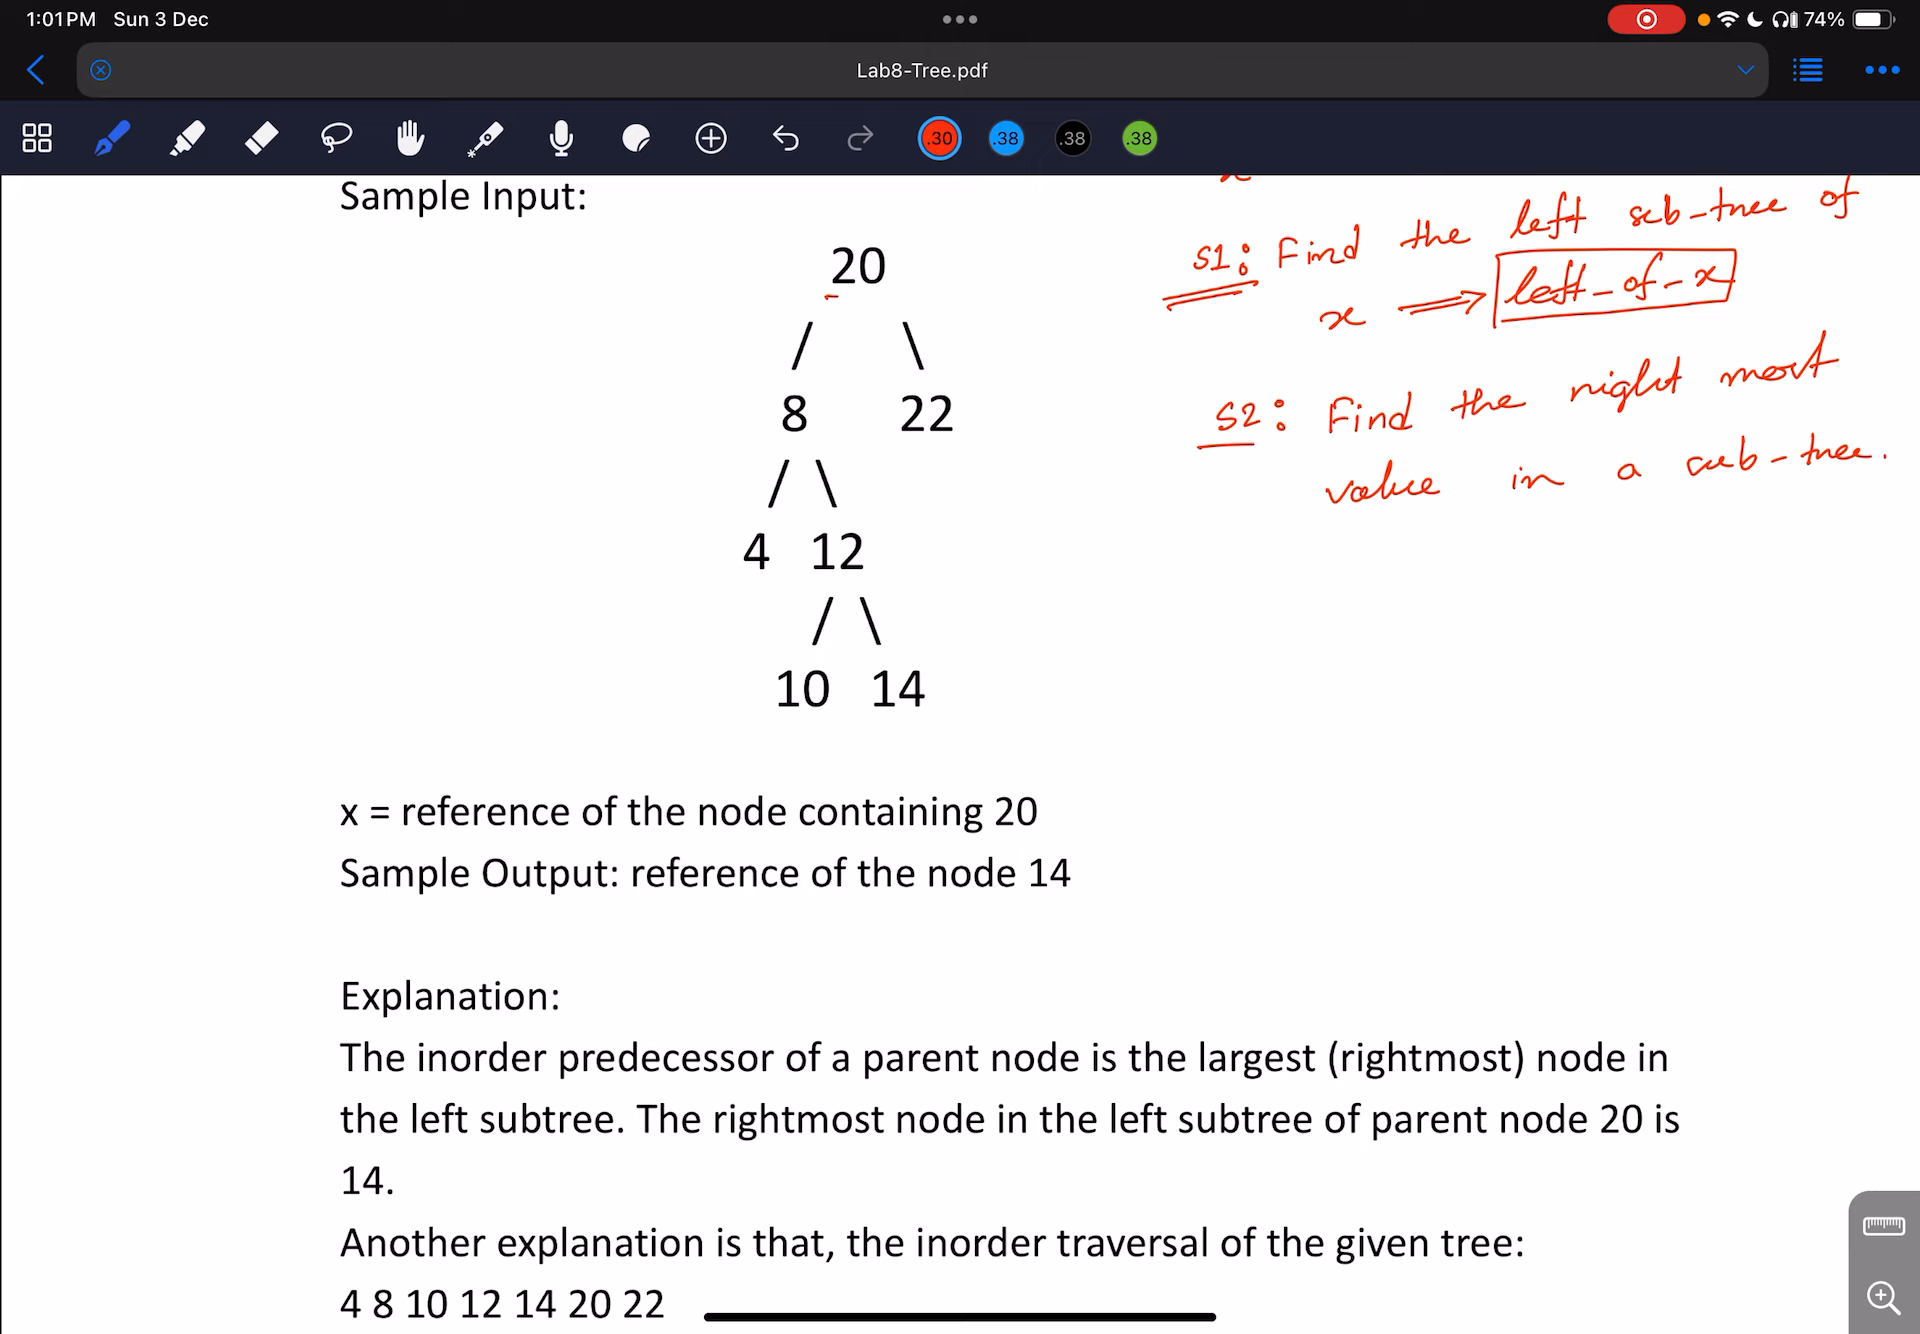 1:01 PM Sun 3 Dec
74%
Lab8-Tree.pdf
.30 .38 .38 .38
Sample Input:
20
/ \
8 22
/ \
4 12
/ \
10 14
S1: Find the left sub-tree of
x ⟹ left-of-x
S2: Find the right most
value in a sub-tree.
x = reference of the node containing 20
Sample Output: reference of the node 14
Explanation:
The inorder predecessor of a parent node is the largest (rightmost) node in
the left subtree. The rightmost node in the left subtree of parent node 20 is
14.
Another explanation is that, the inorder traversal of the given tree:
4 8 10 12 14 20 22